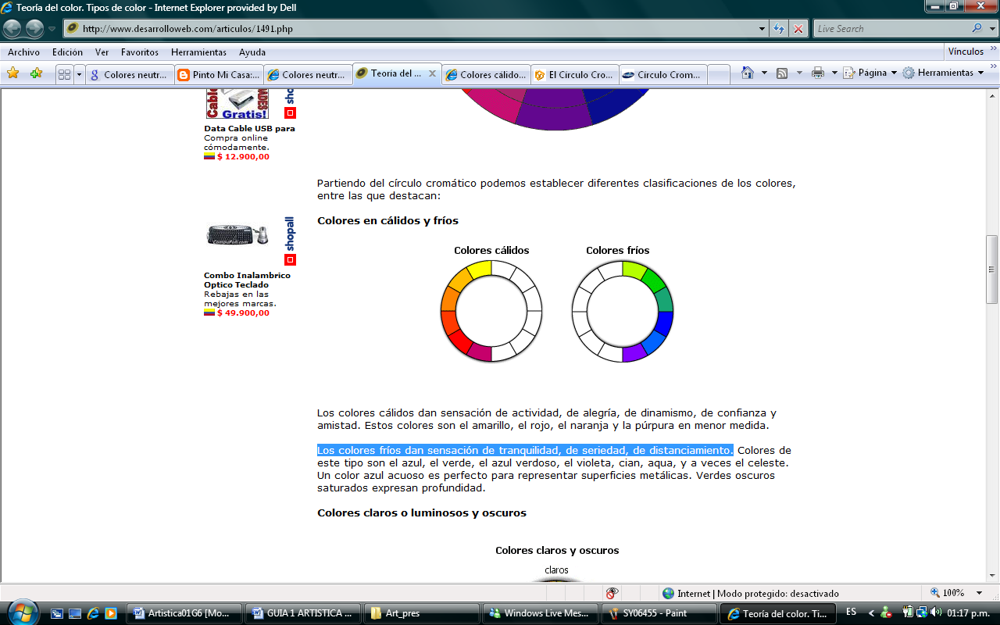 Teoría del color. Tipos de color - Internet Explorer provided by Dell
http://www.desarrolloweb.com/articulos/1491.php
Live Search
Archivo Edición Ver Favoritos Herramientas Ayuda
Vínculos
Colores neutr...
Pinto Mi Casa:...
Colores neutr...
Teoría del ...
Colores cálido...
El Circulo Cro...
Circulo Crom...
Página
Herramientas
Gratis!
Data Cable USB para
Compra online
cómodamente.
$ 12.900,00
shopall
Combo Inalambrico
Optico Teclado
Rebajas en las
mejores marcas.
$ 49.900,00
Partiendo del círculo cromático podemos establecer diferentes clasificaciones de los colores,
entre las que destacan:
Colores en cálidos y fríos
Colores cálidos
Colores fríos
Los colores cálidos dan sensación de actividad, de alegría, de dinamismo, de confianza y
amistad. Estos colores son el amarillo, el rojo, el naranja y la púrpura en menor medida.
Los colores fríos dan sensación de tranquilidad, de seriedad, de distanciamiento. Colores de
este tipo son el azul, el verde, el azul verdoso, el violeta, cian, aqua, y a veces el celeste.
Un color azul acuoso es perfecto para representar superficies metálicas. Verdes oscuros
saturados expresan profundidad.
Colores claros o luminosos y oscuros
Colores claros y oscuros
claros
Internet | Modo protegido: desactivado
100%
Artistica01G6 [Mo...
GUIA 1 ARTISTICA ...
Art_pres
Windows Live Mes...
SY06455 - Paint
Teoría del color. Ti...
ES
01:17 p.m.